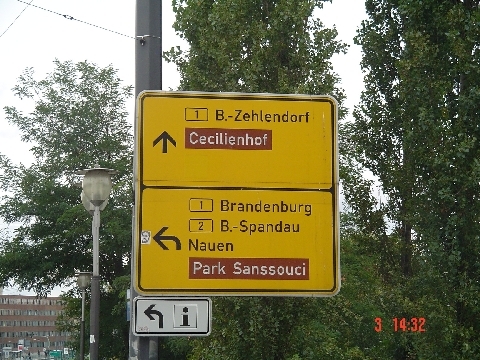 1 B.-Zehlendorf
Cecilienhof
1 Brandenburg
2 B.-Spandau
Nauen
Park Sanssouci
i
3 14:32